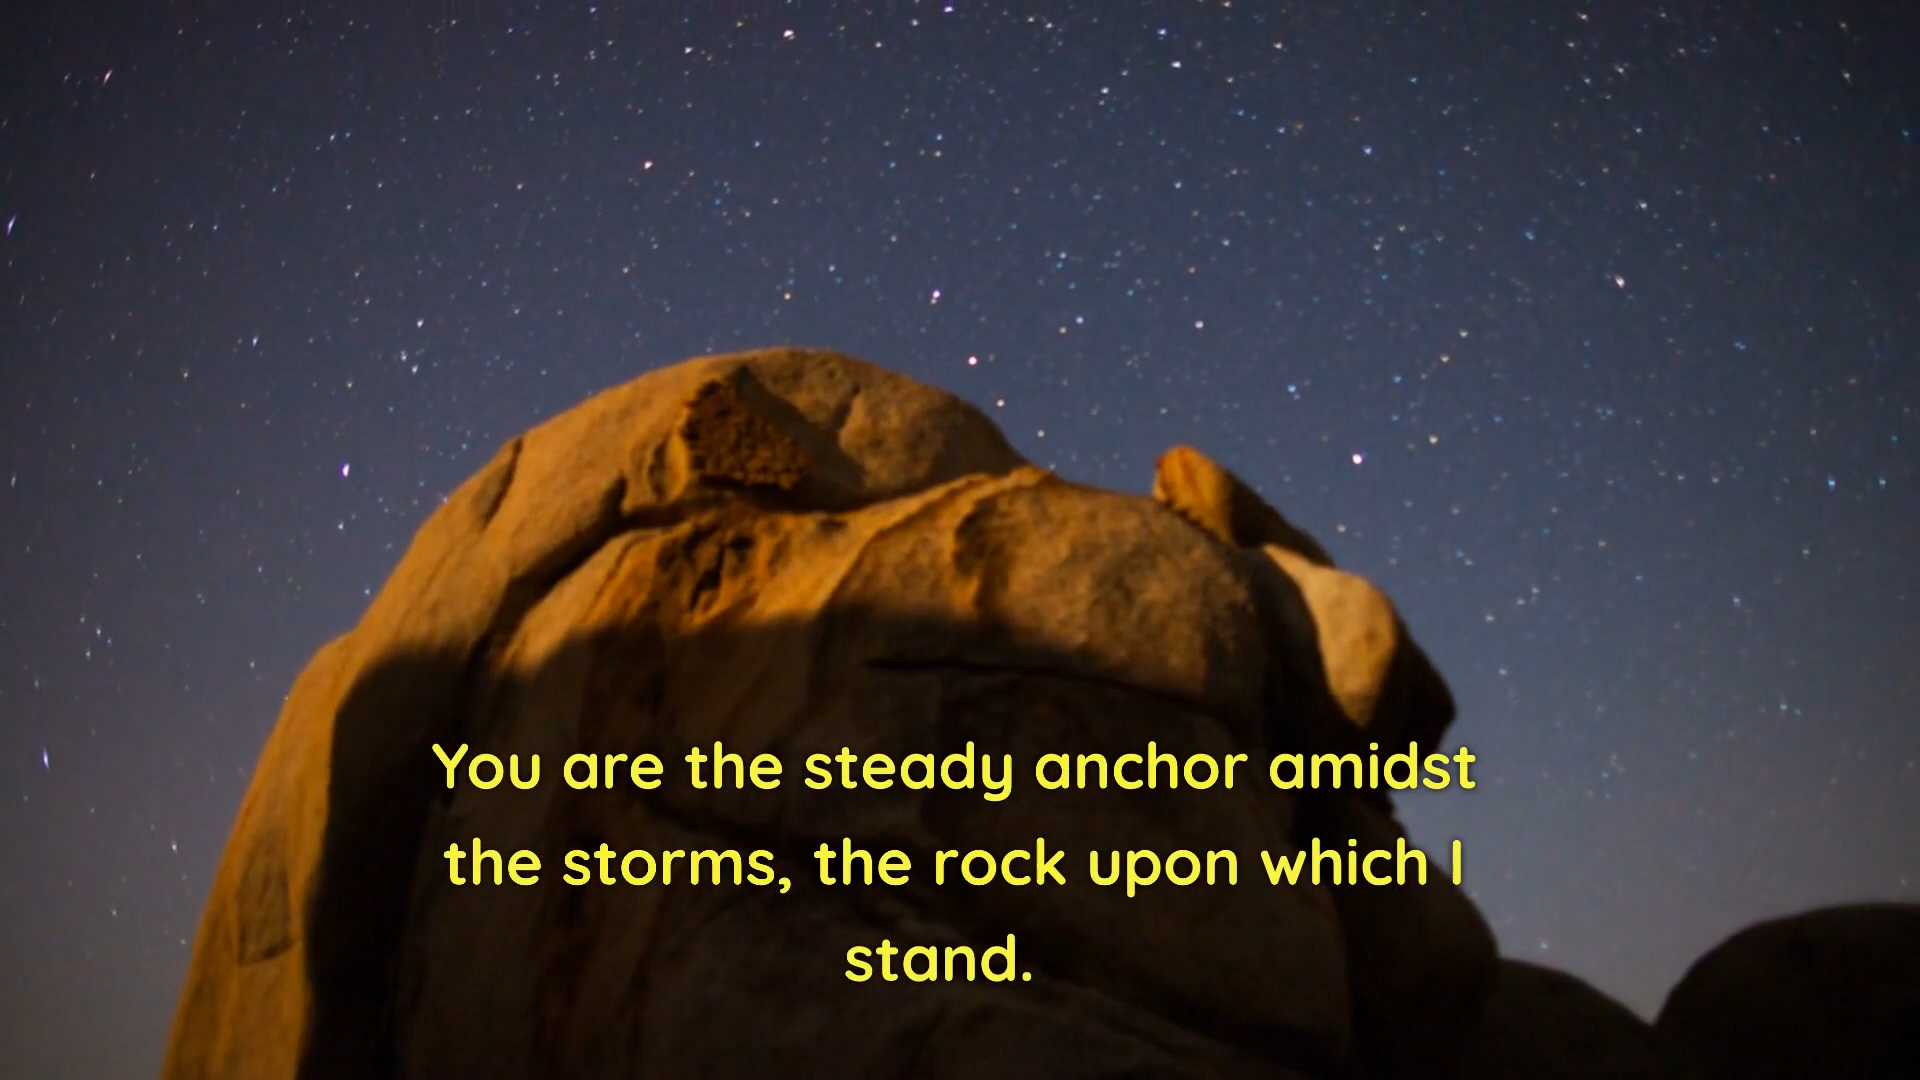 You are the steady anchor amidst
the storms, the rock upon which I
stand.